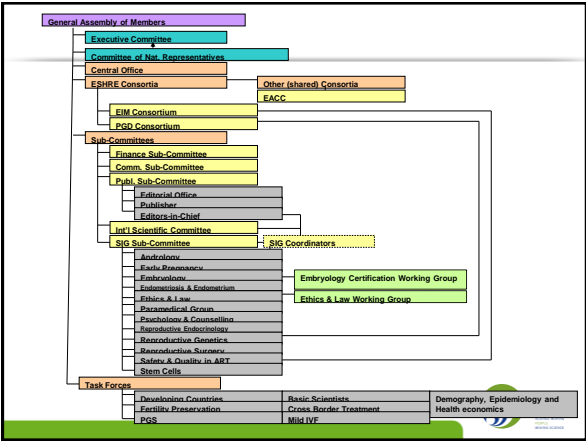 General Assembly of Members
Executive Committee
Committee of Nat. Representatives
Central Office
ESHRE Consortia
Other (shared) Consortia
EACC
EIM Consortium
PGD Consortium
Sub-Committees
Finance Sub-Committee
Comm. Sub-Committee
Publ. Sub-Committee
Editorial Office
Publisher
Editors-in-Chief
Int'l Scientific Committee
SIG Sub-Committee
SIG Coordinators
Andrology
Early Pregnancy
Embryology
Embryology Certification Working Group
Endometriosis & Endometrium
Ethics & Law
Ethics & Law Working Group
Paramedical Group
Psychology & Counselling
Reproductive Endocrinology
Reproductive Genetics
Reproductive Surgery
Safety & Quality in ART
Stem Cells
Task Forces
Developing Countries
Basic Scientists
Demography, Epidemiology and
Health economics
Fertility Preservation
Cross Border Treatment
PGS
Mild IVF